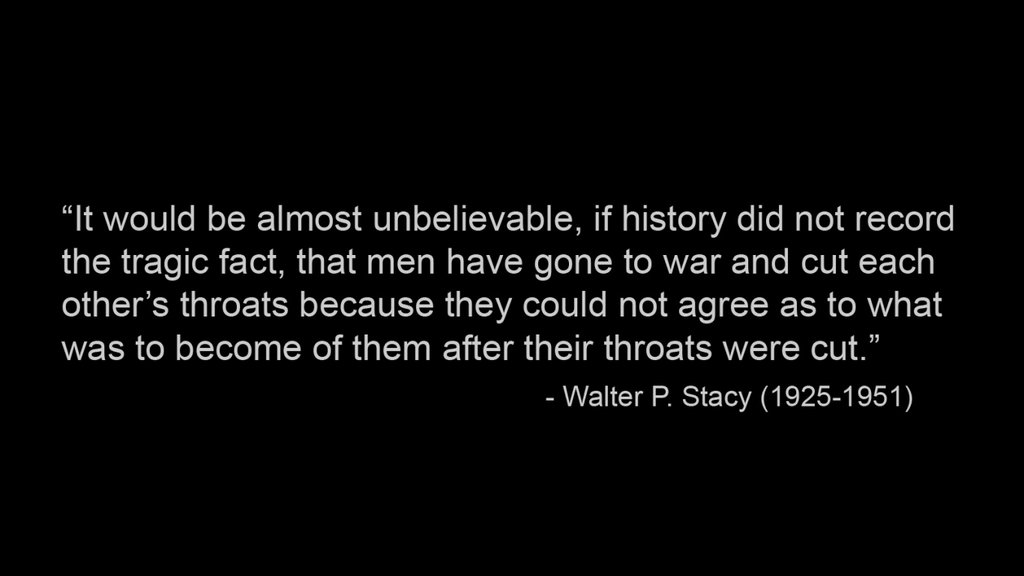 “It would be almost unbelievable, if history did not record
the tragic fact, that men have gone to war and cut each
other’s throats because they could not agree as to what
was to become of them after their throats were cut.”
- Walter P. Stacy (1925-1951)